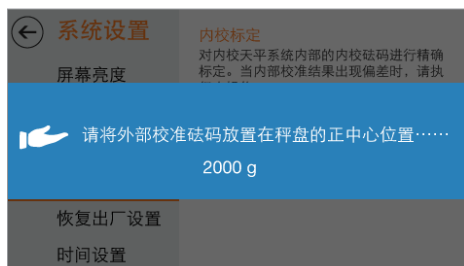 系统设置
内校标定
对内校天平系统内部的内校砝码进行精确
标定。当内部校准结果出现偏差时，请执
屏幕亮度
请将外部校准砝码放置在秤盘的正中心位置……
2000 g
恢复出厂设置
时间设置